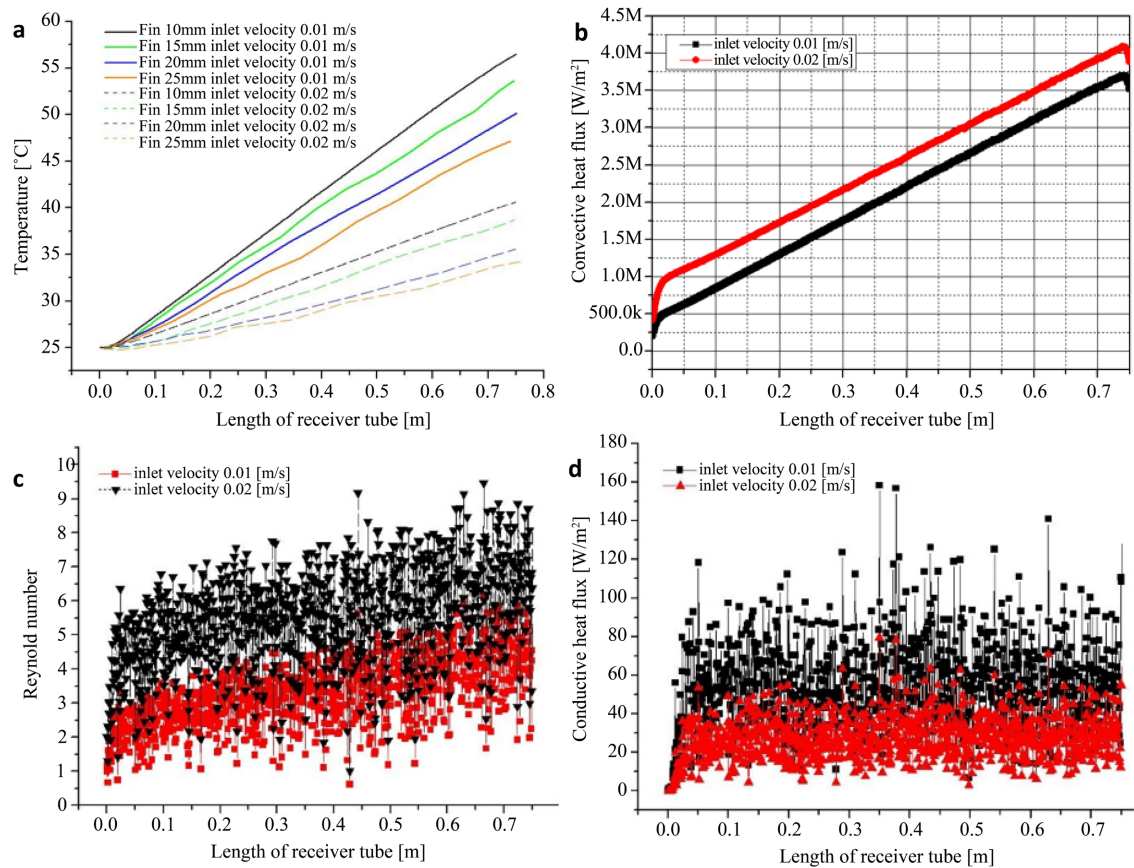 a
60
55
50
45
40
35
30
25
Temperature [˚C]
Fin 10mm inlet velocity 0.01 m/s
Fin 15mm inlet velocity 0.01 m/s
Fin 20mm inlet velocity 0.01 m/s
Fin 25mm inlet velocity 0.01 m/s
Fin 10mm inlet velocity 0.02 m/s
Fin 15mm inlet velocity 0.02 m/s
Fin 20mm inlet velocity 0.02 m/s
Fin 25mm inlet velocity 0.02 m/s
0.0 0.1 0.2 0.3 0.4 0.5 0.6 0.7 0.8
Length of receiver tube [m]
b
4.5M
4.0M
3.5M
3.0M
2.5M
2.0M
1.5M
1.0M
500.0k
0.0
Convective heat flux [W/m²]
inlet velocity 0.01 [m/s]
inlet velocity 0.02 [m/s]
0.0 0.1 0.2 0.3 0.4 0.5 0.6 0.7
Length of receiver tube [m]
c
10
9
8
7
6
5
4
3
2
1
0
Reynold number
inlet velocity 0.01 [m/s]
inlet velocity 0.02 [m/s]
0.0 0.1 0.2 0.3 0.4 0.5 0.6 0.7
Length of receiver tube [m]
d
180
160
140
120
100
80
60
40
20
0
Conductive heat flux [W/m²]
inlet velocity 0.01 [m/s]
inlet velocity 0.02 [m/s]
0.0 0.1 0.2 0.3 0.4 0.5 0.6 0.7
Length of receiver tube [m]